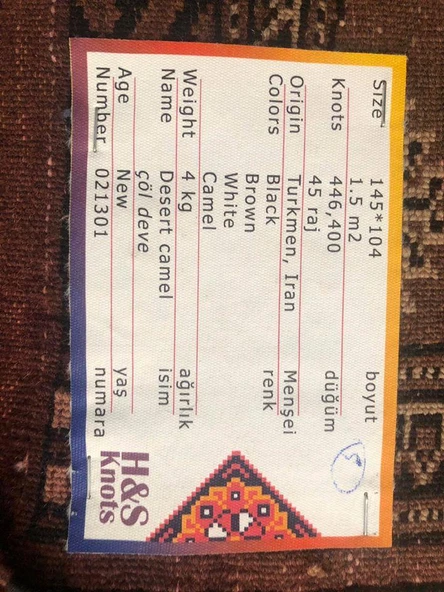 Size 145*104 boyut
1.5 m2
Knots 446,400 düğüm
45 raj
Origin Turkmen, Iran Menşei
Colors Black renk
Brown
White
Camel
Weight 4 kg ağırlık
Name Desert camel isim
çöl deve
Age New yaş
Number 021301 numara
H&S
Knots